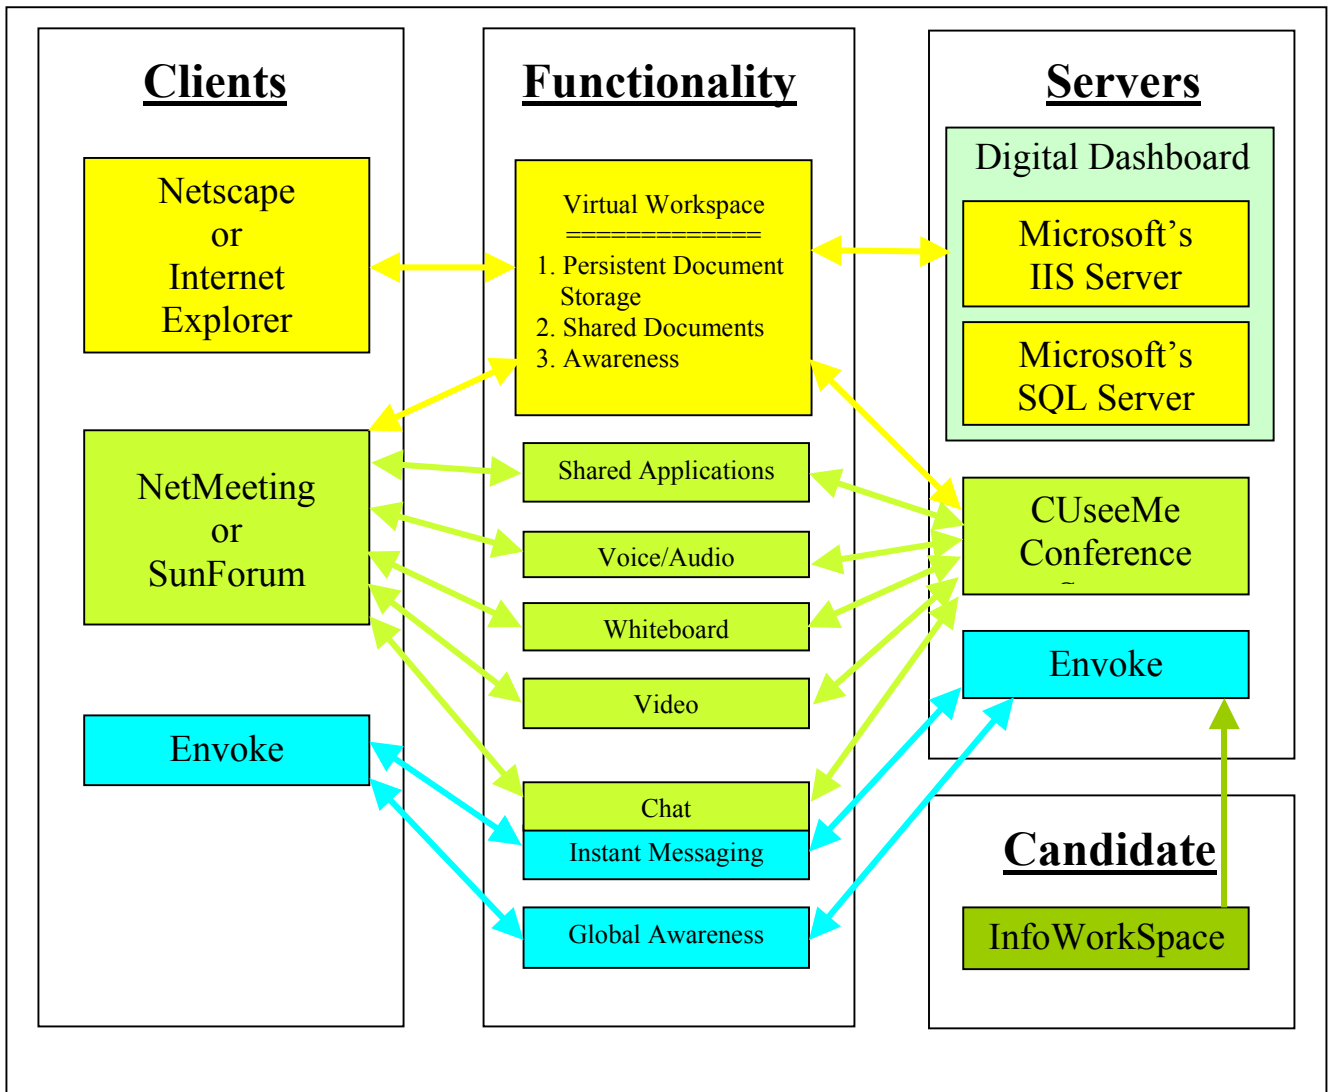 Clients
Netscape
or
Internet
Explorer
NetMeeting
or
SunForum
Envoke
Functionality
Virtual Workspace
=============
1. Persistent Document
Storage
2. Shared Documents
3. Awareness
Shared Applications
Voice/Audio
Whiteboard
Video
Chat
Instant Messaging
Global Awareness
Servers
Digital Dashboard
Microsoft’s
IIS Server
Microsoft’s
SQL Server
CUseeMe
Conference
Envoke
Candidate
InfoWorkSpace